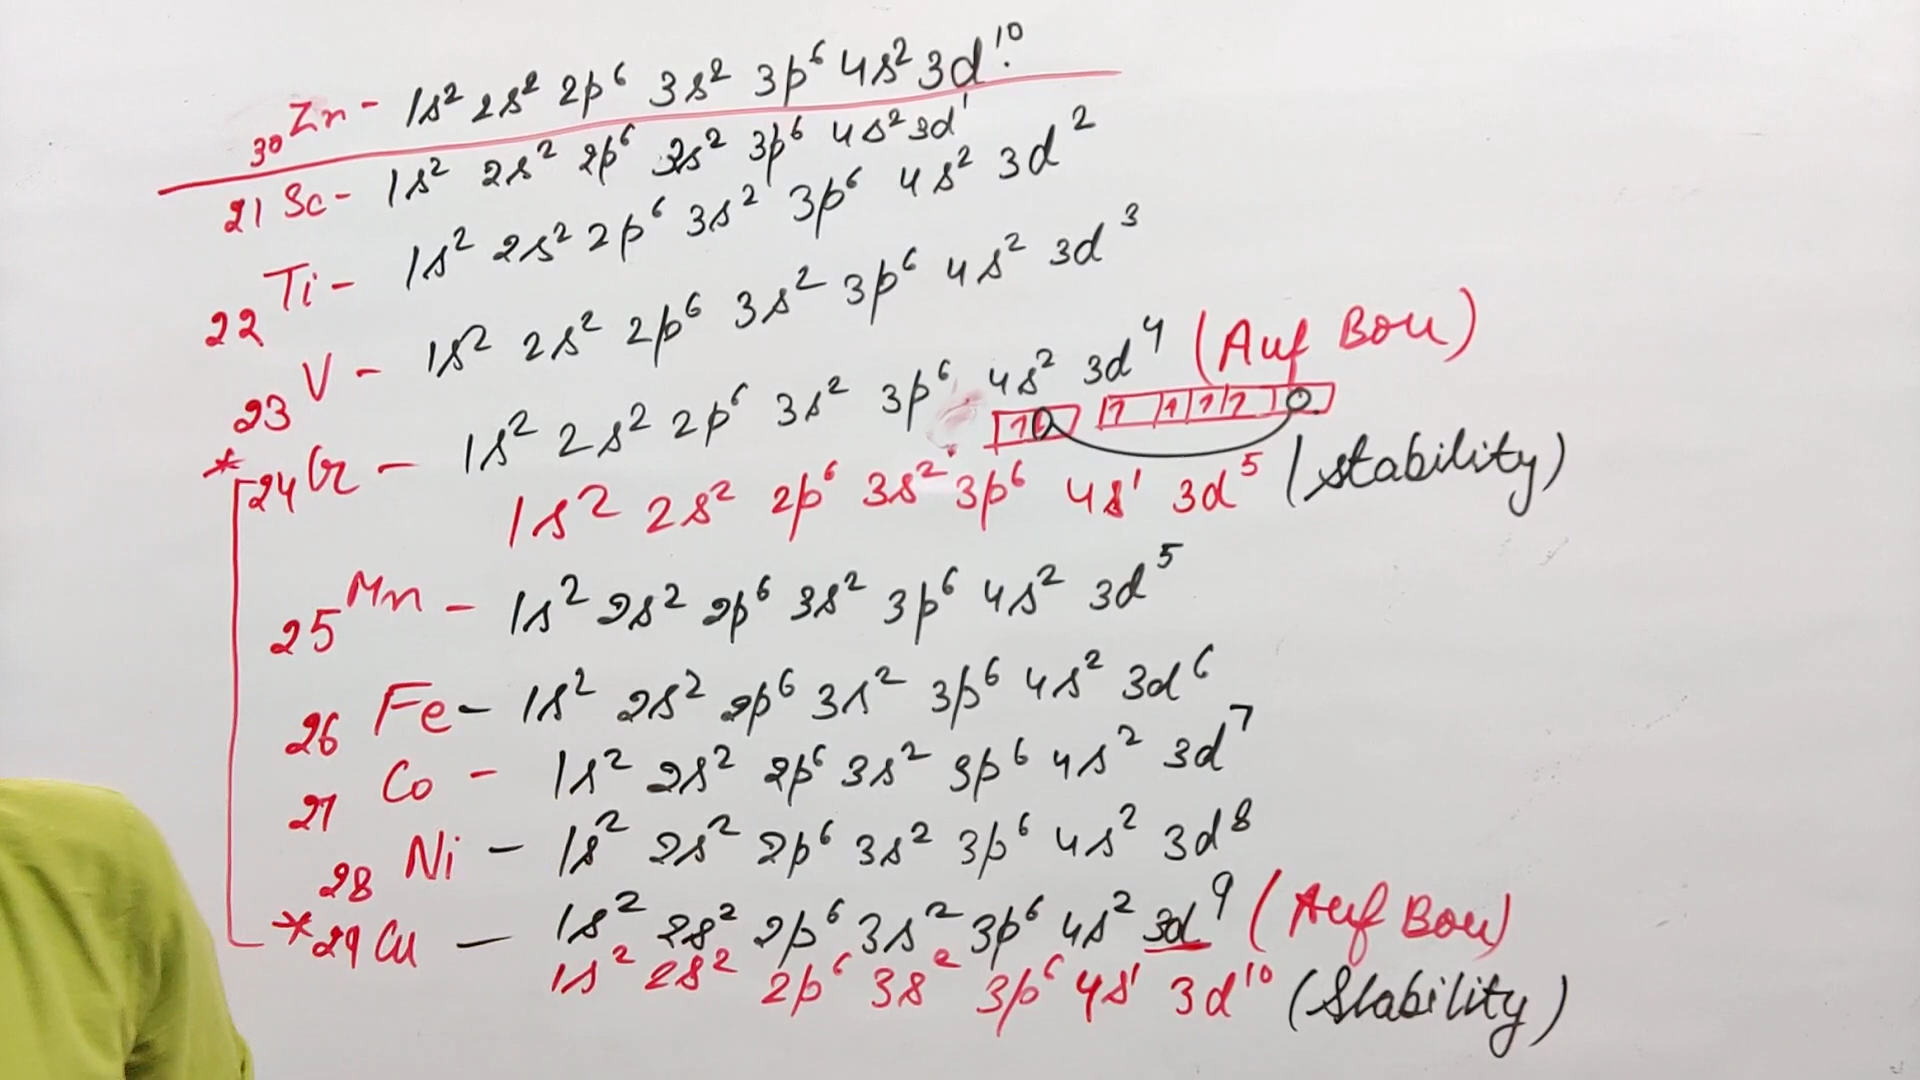 30 Zn - 1s² 2s² 2p⁶ 3s² 3p⁶ 4s² 3d¹⁰.
21 Sc - 1s² 2s² 2p⁶ 3s² 3p⁶ 4s² 3d¹
22 Ti - 1s² 2s² 2p⁶ 3s² 3p⁶ 4s² 3d²
23 V - 1s² 2s² 2p⁶ 3s² 3p⁶ 4s² 3d³
* 24 Cr - 1s² 2s² 2p⁶ 3s² 3p⁶ 4s² 3d⁴ (Auf Bou)
1s² 2s² 2p⁶ 3s² 3p⁶ 4s¹ 3d⁵ (stability)
25 Mn - 1s² 2s² 2p⁶ 3s² 3p⁶ 4s² 3d⁵
26 Fe - 1s² 2s² 2p⁶ 3s² 3p⁶ 4s² 3d⁶
27 Co - 1s² 2s² 2p⁶ 3s² 3p⁶ 4s² 3d⁷
28 Ni - 1s² 2s² 2p⁶ 3s² 3p⁶ 4s² 3d⁸
* 29 Cu - 1s² 2s² 2p⁶ 3s² 3p⁶ 4s² 3d⁹ (Auf Bou)
1s² 2s² 2p⁶ 3s² 3p⁶ 4s¹ 3d¹⁰ (Stability)